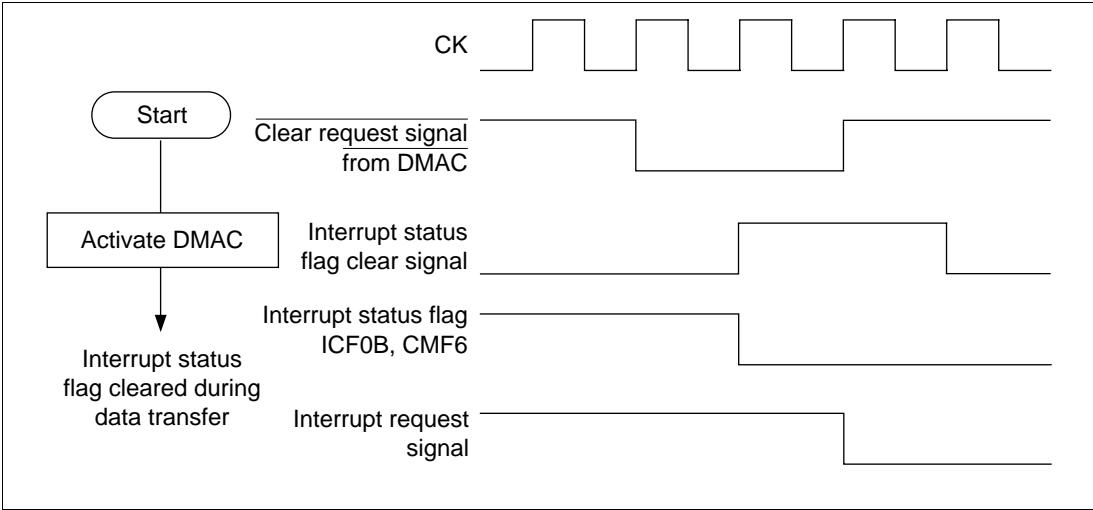 Start
Activate DMAC
Interrupt status
flag cleared during
data transfer
CK
Clear request signal
from DMAC
Interrupt status
flag clear signal
Interrupt status flag
ICF0B, CMF6
Interrupt request
signal